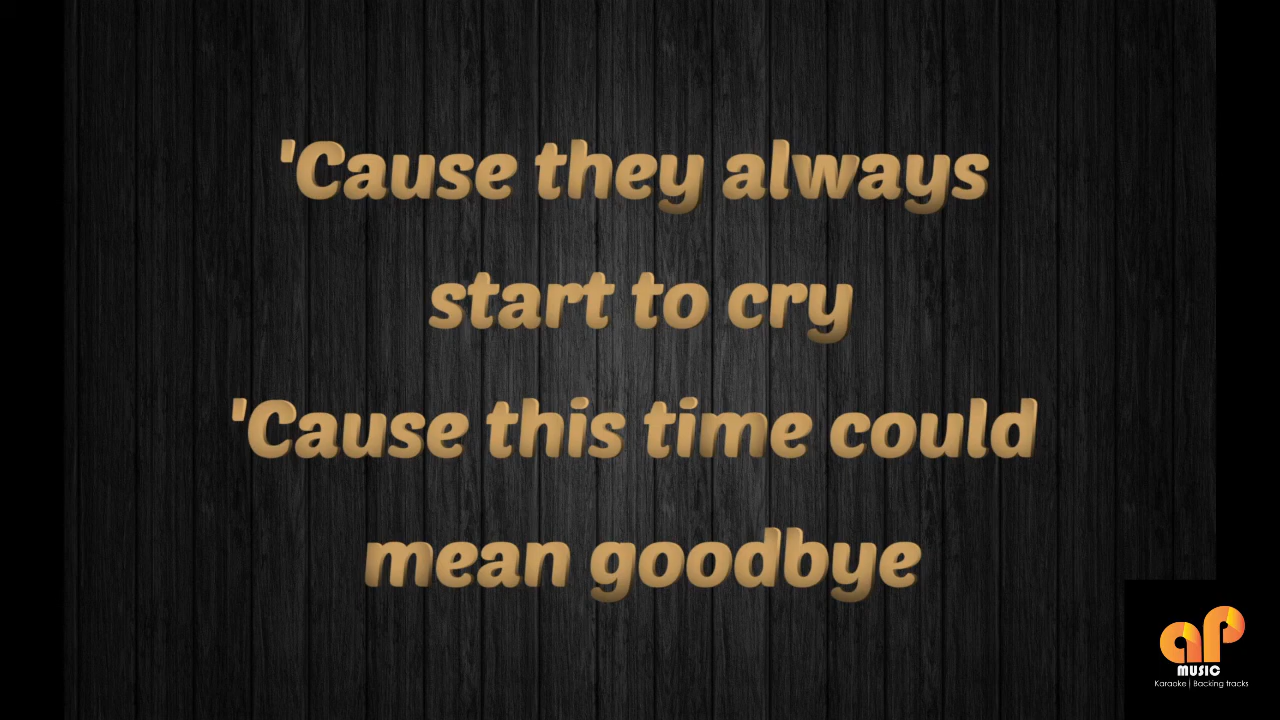 'Cause they always
start to cry
'Cause this time could
mean goodbye
aP
MUSIC
Karaoke | Backing tracks